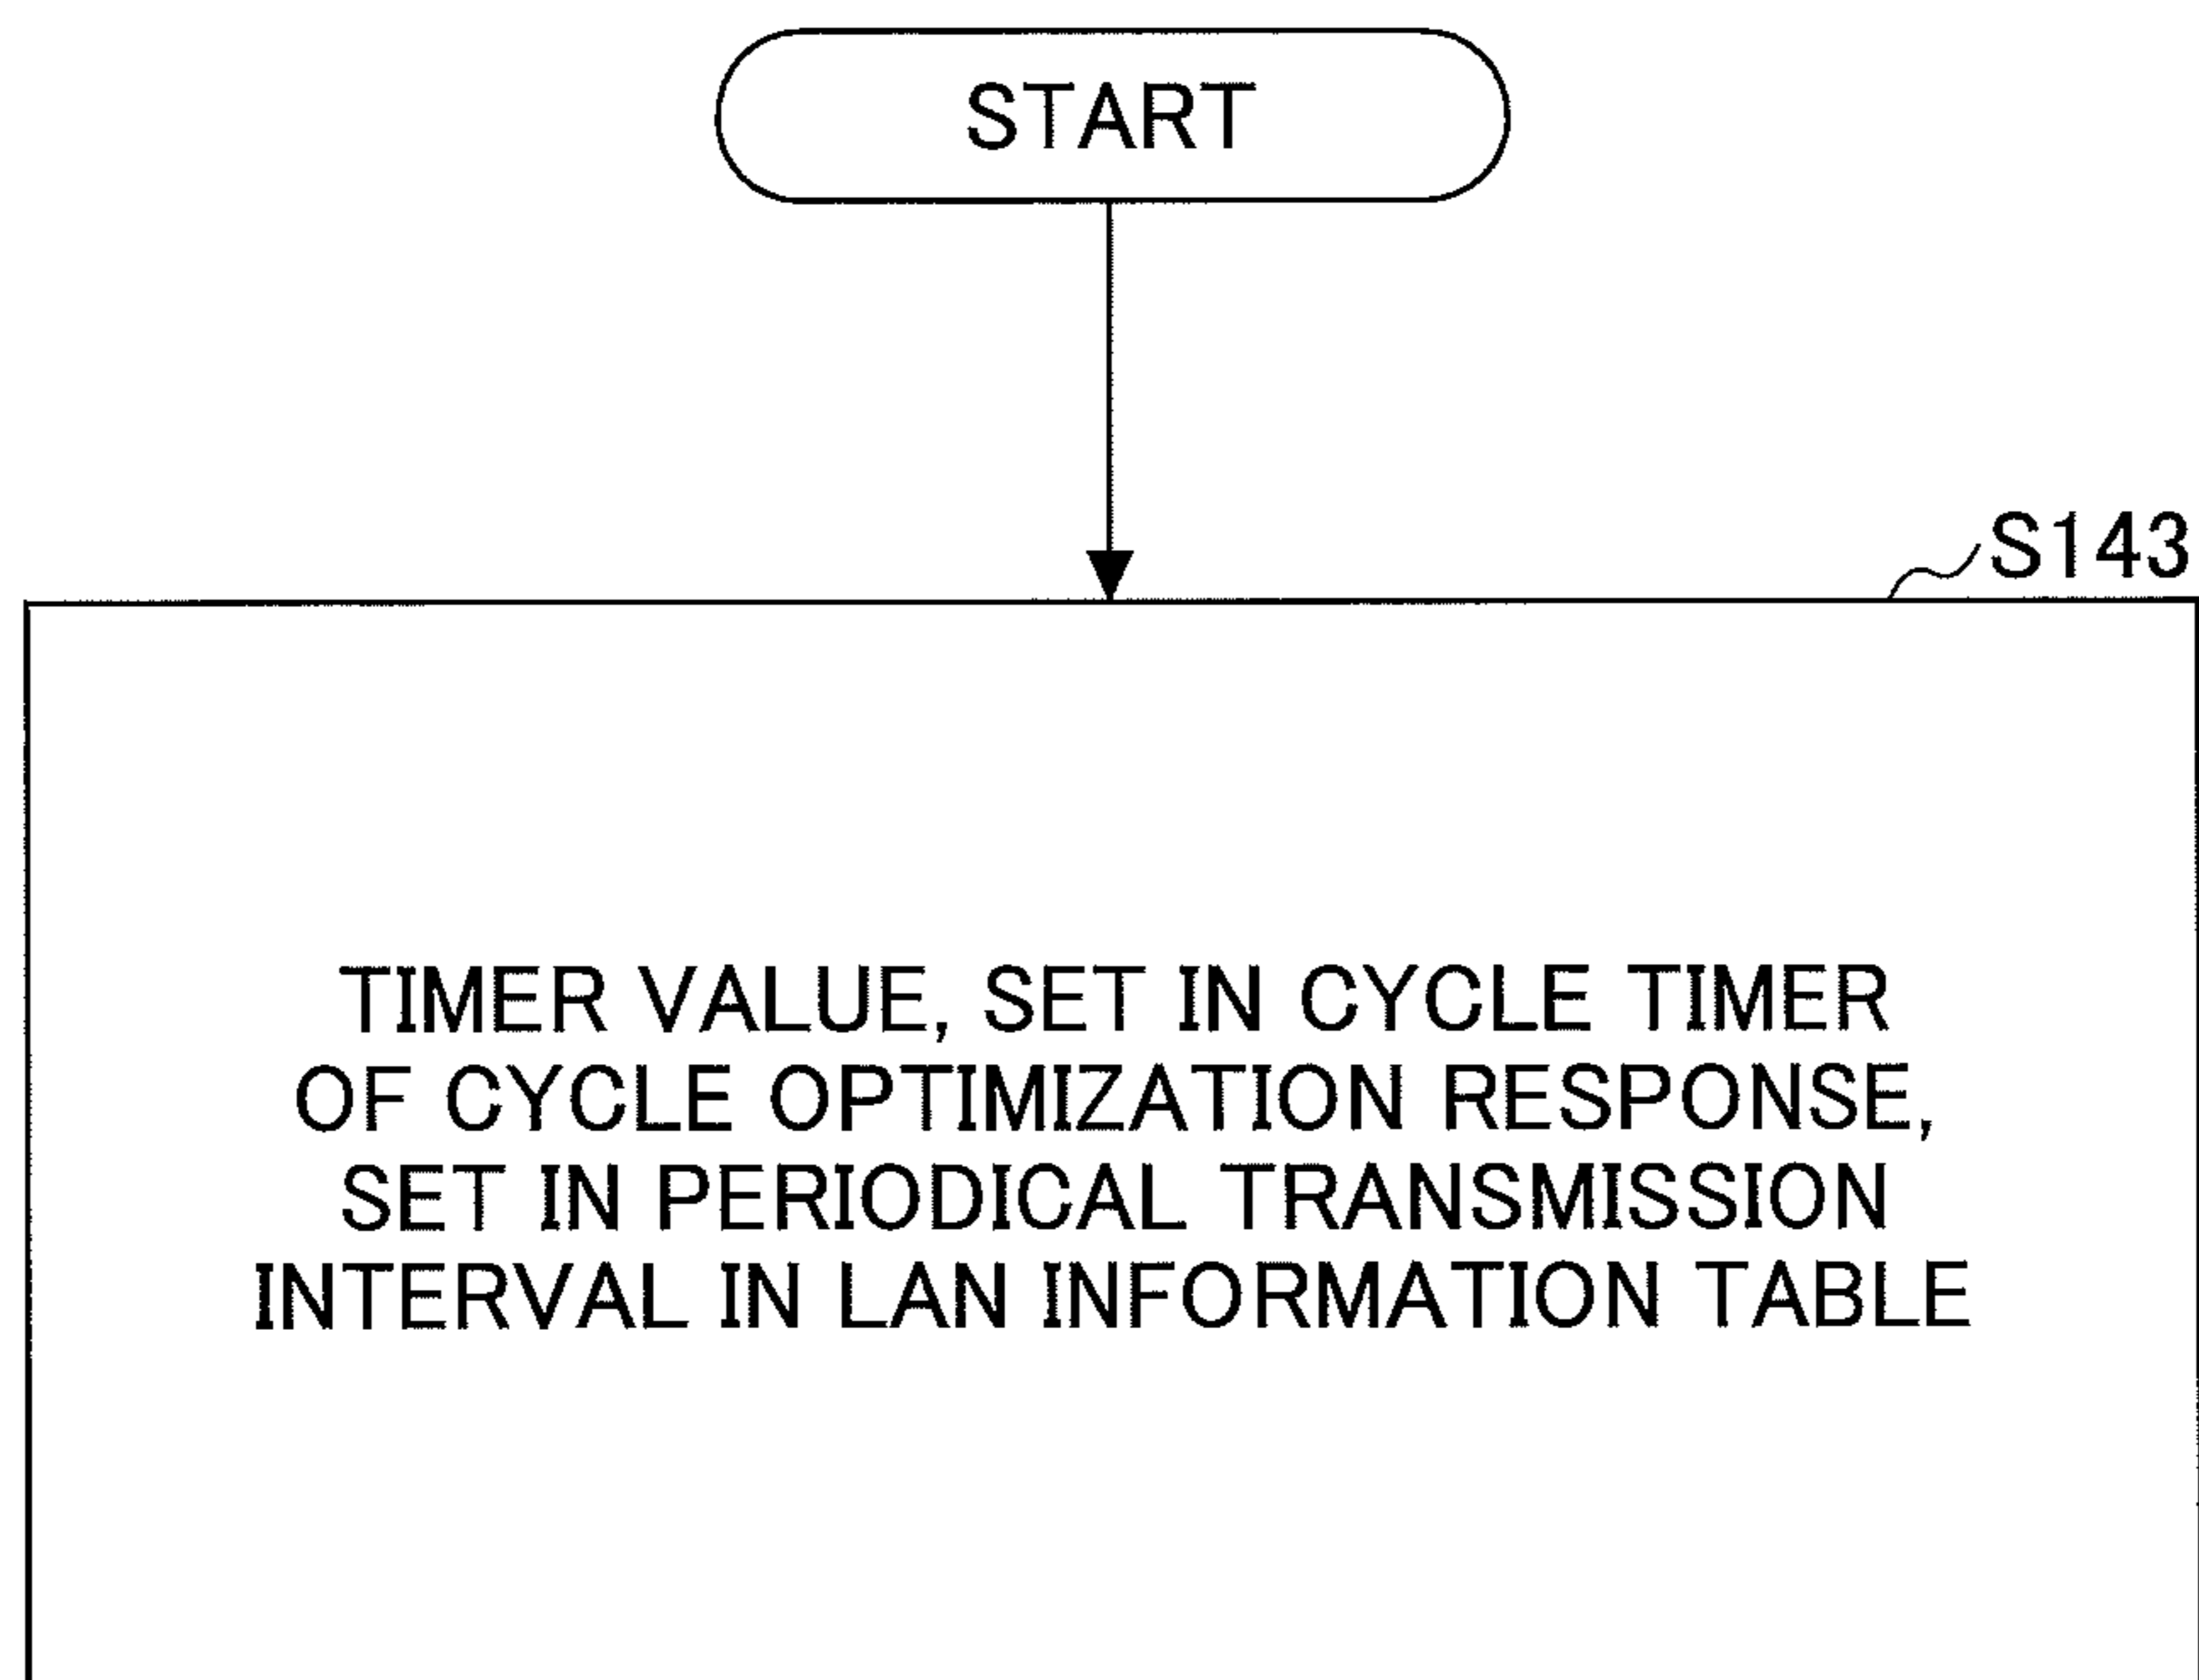 START
S143
TIMER VALUE, SET IN CYCLE TIMER
OF CYCLE OPTIMIZATION RESPONSE,
SET IN PERIODICAL TRANSMISSION
INTERVAL IN LAN INFORMATION TABLE